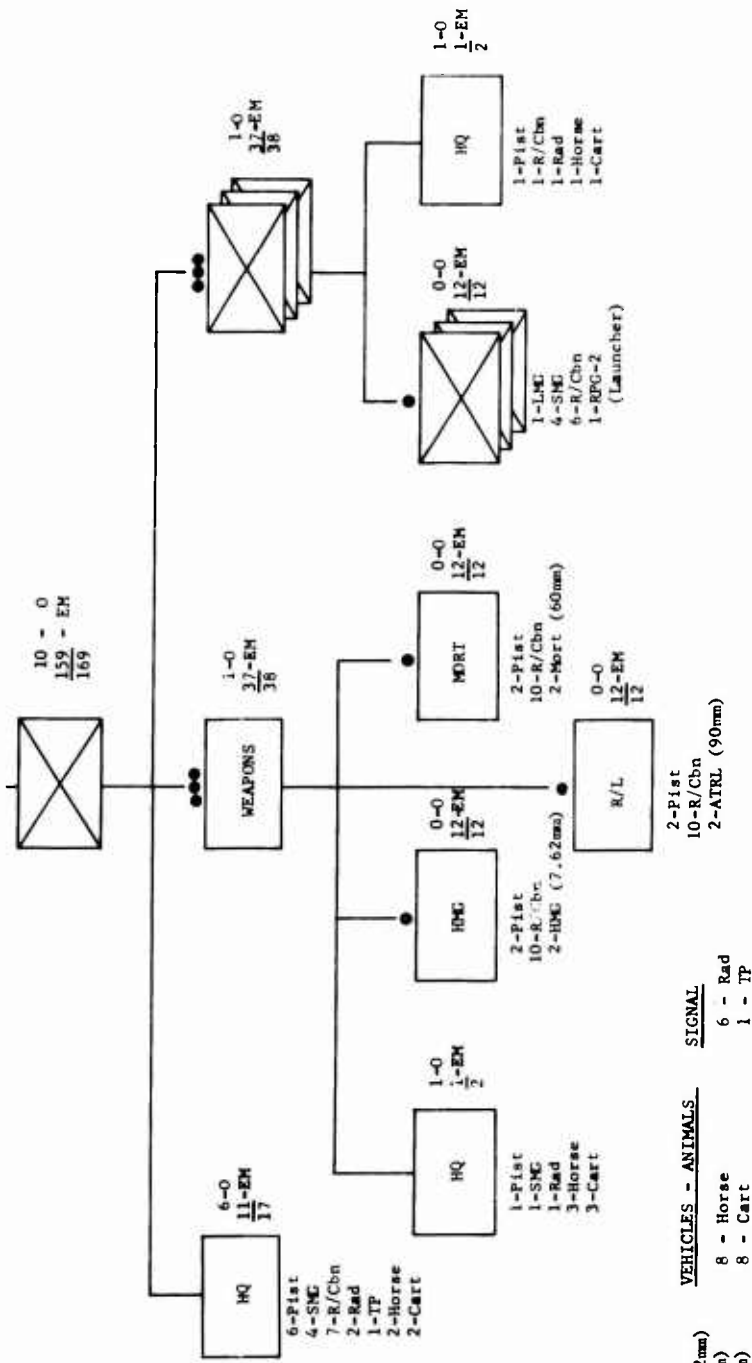 10 - O
159 - EM
169
HQ
6-O
11-EM
17
6-Pist
4-SMG
7-R/Cbn
2-Rad
1-TP
2-Horse
2-Cart
WEAPONS
1-O
37-EM
38
1-O
37-EM
38
HQ
1-O
1-EM
2
1-Pist
1-SMG
1-Rad
3-Horse
3-Cart
HMG
0-O
12-EM
12
2-Pist
10-R/Cbn
2-HMG (7.62mm)
MORT
0-O
12-EM
12
2-Pist
10-R/Cbn
2-Mort (60mm)
R/L
0-O
12-EM
12
2-Pist
10-R/Cbn
2-ATRL (90mm)
0-O
12-EM
12
1-LMG
4-SMG
6-R/Cbn
1-RPG-2
(Launcher)
HQ
1-O
1-EM
2
1-Pist
1-R/Cbn
1-Rad
1-Horse
1-Cart
VEHICLES - ANIMALS
8 - Horse
8 - Cart
SIGNAL
6 - Rad
1 - TP